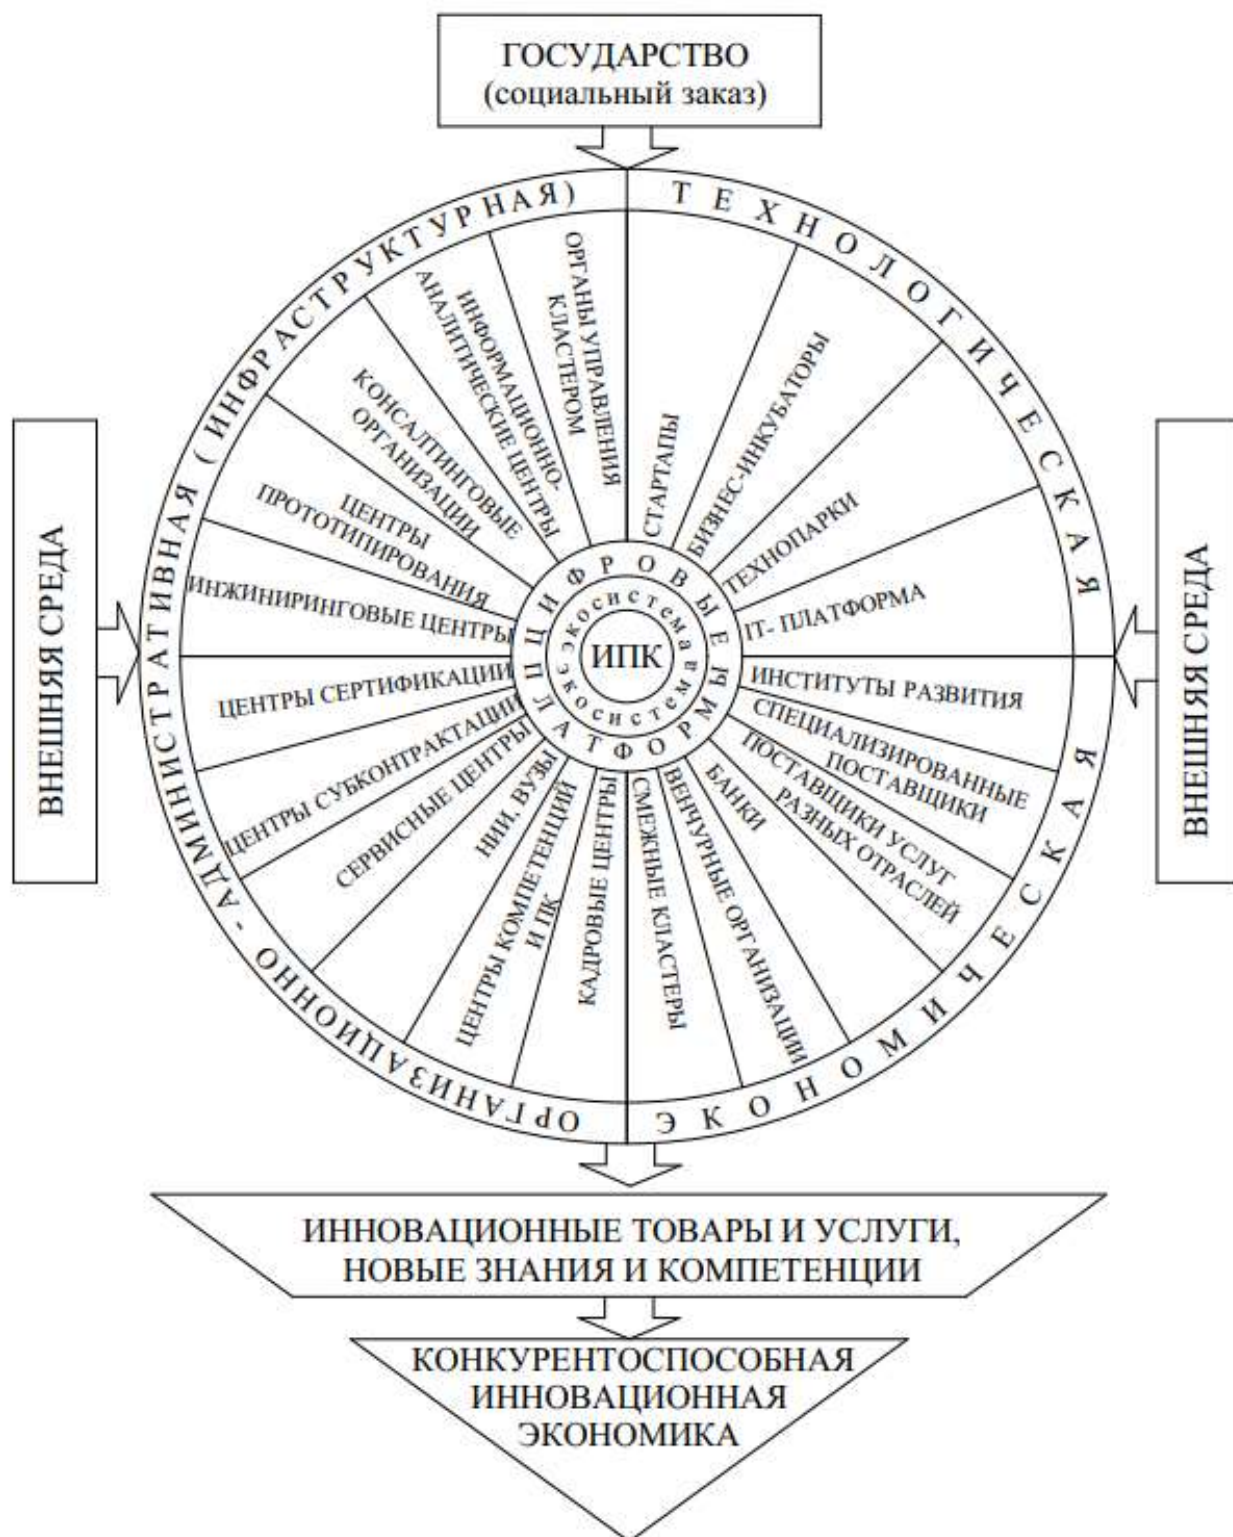 ГОСУДАРСТВО
(социальный заказ)
ТЕХНОЛОГИЧЕСКАЯ
ЭКОНОМИЧЕСКАЯ
ОРГАНИЗАЦИОННО - АДМИНИСТРАТИВНАЯ (ИНФРАСТРУКТУРНАЯ)
ВНЕШНЯЯ СРЕДА
ВНЕШНЯЯ СРЕДА
СТАРТАПЫ
БИЗНЕС-ИНКУБАТОРЫ
ТЕХНОПАРКИ
IT- ПЛАТФОРМА
ИНСТИТУТЫ РАЗВИТИЯ
СПЕЦИАЛИЗИРОВАННЫЕ
ПОСТАВЩИКИ
ПОСТАВЩИКИ УСЛУГ
РАЗНЫХ ОТРАСЛЕЙ
БАНКИ
ВЕНЧУРНЫЕ ОРГАНИЗАЦИИ
СМЕЖНЫЕ КЛАСТЕРЫ
КАДРОВЫЕ ЦЕНТРЫ
ЦЕНТРЫ КОМПЕТЕНЦИЙ
И ПК
НИИ, ВУЗЫ
СЕРВИСНЫЕ ЦЕНТРЫ
ЦЕНТРЫ СУБКОНТРАКТАЦИИ
ЦЕНТРЫ СЕРТИФИКАЦИИ
ИНЖИНИРИНГОВЫЕ ЦЕНТРЫ
ЦЕНТРЫ
ПРОТОТИПИРОВАНИЯ
КОНСАЛТИНГОВЫЕ
ОРГАНИЗАЦИИ
ИНФОРМАЦИОННО-
АНАЛИТИЧЕСКИЕ ЦЕНТРЫ
ОРГАНЫ УПРАВЛЕНИЯ
КЛАСТЕРОМ
ЦИФРОВЫЕ
ПЛАТФОРМЫ
экосистема
экосистема
ИПК
ИННОВАЦИОННЫЕ ТОВАРЫ И УСЛУГИ,
НОВЫЕ ЗНАНИЯ И КОМПЕТЕНЦИИ
КОНКУРЕНТОСПОСОБНАЯ
ИННОВАЦИОННАЯ
ЭКОНОМИКА